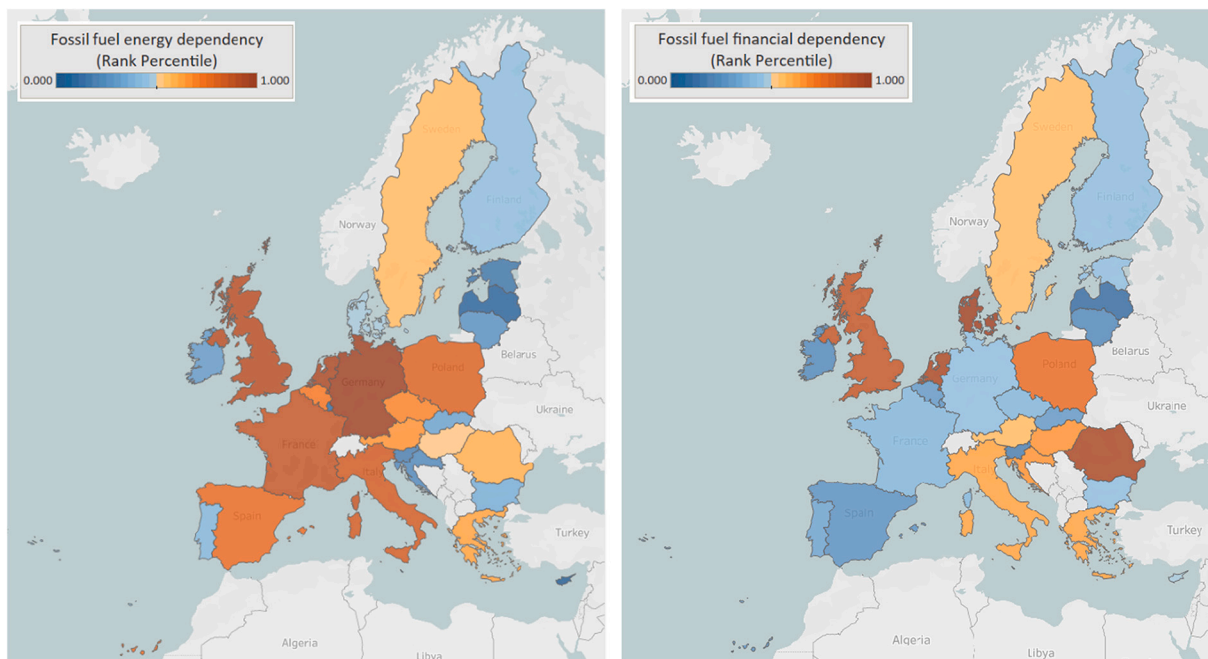 Fossil fuel energy dependency
(Rank Percentile)
0.000 1.000
Sweden
Finland
Norway
Belarus
Poland
Germany
Ukraine
France
Italy
Spain
Turkey
Algeria
Libya
Fossil fuel financial dependency
(Rank Percentile)
0.000 1.000
Sweden
Finland
Norway
Belarus
Poland
Germany
Ukraine
France
Italy
Spain
Turkey
Algeria
Libya